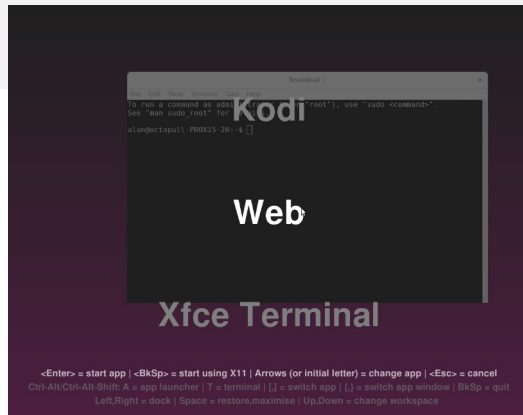 Terminal -
File Edit View Terminal Tabs Help
Kodi
To run a command as "root"), use "sudo <command>".
See "man sudo_root" for
alan@octopull-PROX15-20:~$
Web
Xfce Terminal
<Enter> = start app | <BkSp> = start using X11 | Arrows (or initial letter) = change app | <Esc> = cancel
Ctrl-Alt/Ctrl-Alt-Shift: A = app launcher | T = terminal | [,] = switch app | {,} = switch app window | BkSp = quit
Left,Right = dock | Space = restore,maximise | Up,Down = change workspace